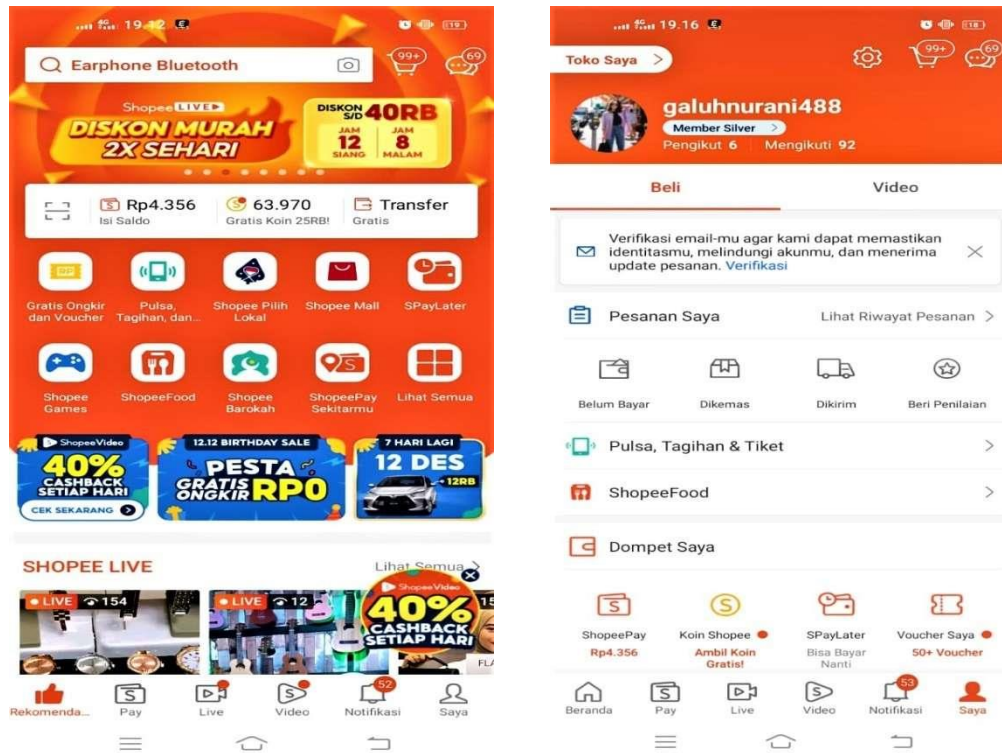 19.12
119
Earphone Bluetooth
99+
69
Shopee LIVE
DISKON MURAH
2X SEHARI
DISKON
S/D 40RB
JAM
12
SIANG
JAM
8
MALAM
Rp4.356
Isi Saldo
63.970
Gratis Koin 25RB!
Transfer
Gratis
Gratis Ongkir
dan Voucher
Pulsa,
Tagihan, dan...
Shopee Pilih
Lokal
Shopee Mall
SPayLater
Shopee
Games
ShopeeFood
Shopee
Barokah
ShopeePay
Sekitarmu
Lihat Semua
ShopeeVideo
40%
CASHBACK
SETIAP HARI
CEK SEKARANG
12.12 BIRTHDAY SALE
PESTA
GRATIS
ONGKIR RP0
7 HARI LAGI
12 DES
12RB
SHOPEE LIVE
Lihat Semua >
LIVE 154
LIVE 12
15
ShopeeVideo
40%
CASHBACK
SETIAP HARI
FLA
Rekomenda...
Pay
Live
Video
52
Notifikasi
Saya
19.16
118
Toko Saya >
99+
69
galuhnurani488
Member Silver >
Pengikut 6 Mengikuti 92
Beli
Video
Verifikasi email-mu agar kami dapat memastikan
identitasmu, melindungi akunmu, dan menerima
update pesanan. Verifikasi
Pesanan Saya
Lihat Riwayat Pesanan >
Belum Bayar
Dikemas
Dikirim
Beri Penilaian
Pulsa, Tagihan & Tiket >
ShopeeFood >
Dompet Saya
ShopeePay
Rp4.356
Koin Shopee
Ambil Koin
Gratis!
SPayLater
Bisa Bayar
Nanti
Voucher Saya
50+ Voucher
Beranda
Pay
Live
Video
53
Notifikasi
Saya